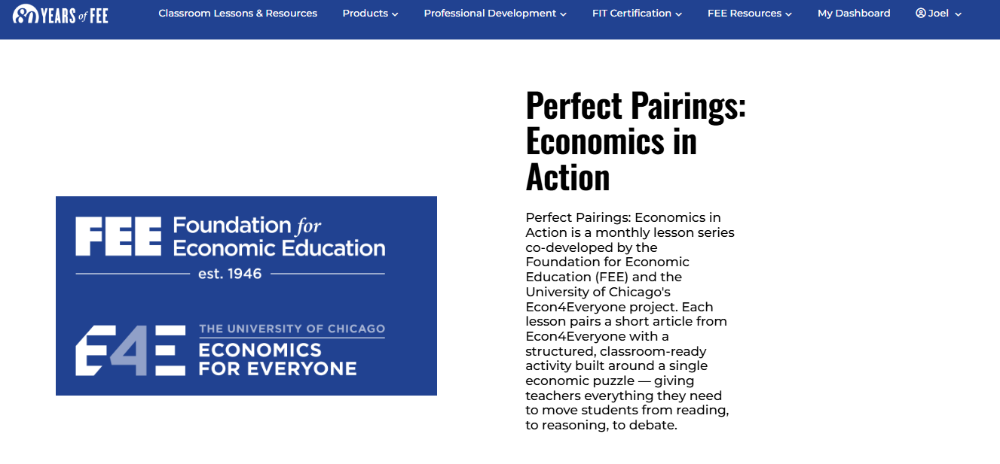 80 YEARS of FEE
Classroom Lessons & Resources
Products
Professional Development
FIT Certification
FEE Resources
My Dashboard
Joel
FEE Foundation for
Economic Education
est. 1946
E4E THE UNIVERSITY OF CHICAGO
ECONOMICS
FOR EVERYONE
Perfect Pairings:
Economics in
Action
Perfect Pairings: Economics in
Action is a monthly lesson series
co-developed by the
Foundation for Economic
Education (FEE) and the
University of Chicago's
Econ4Everyone project. Each
lesson pairs a short article from
Econ4Everyone with a
structured, classroom-ready
activity built around a single
economic puzzle — giving
teachers everything they need
to move students from reading,
to reasoning, to debate.